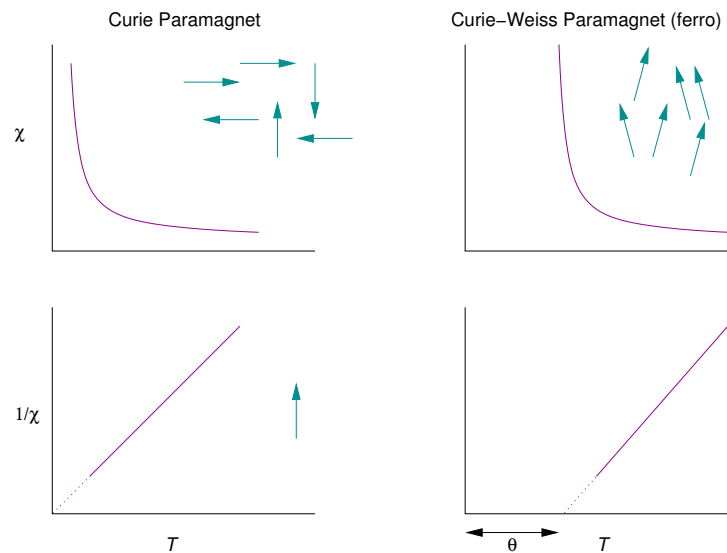 Curie Paramagnet
Curie−Weiss Paramagnet (ferro)
χ
1/χ
T
θ
T